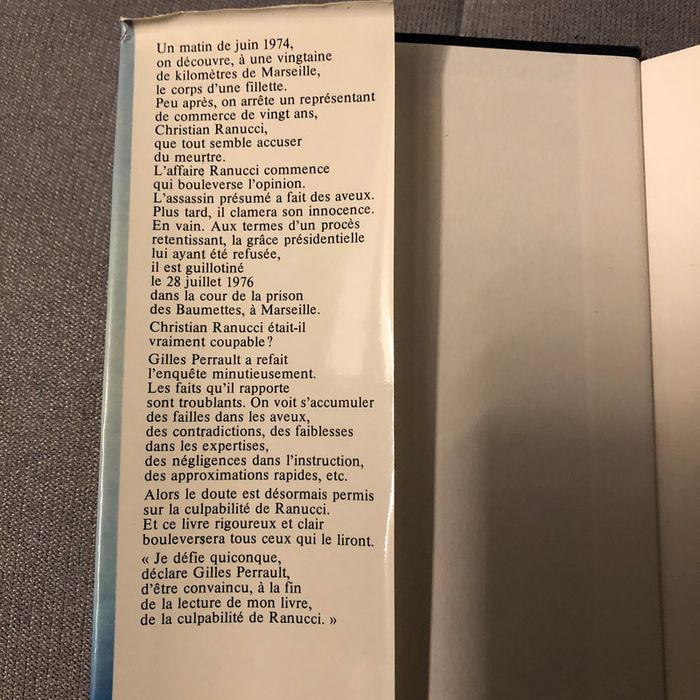 Un matin de juin 1974,
on découvre, à une vingtaine
de kilomètres de Marseille,
le corps d'une fillette.
Peu après, on arrête un représentant
de commerce de vingt ans,
Christian Ranucci,
que tout semble accuser
du meurtre.
L'affaire Ranucci commence
qui bouleverse l'opinion.
L'assassin présumé a fait des aveux.
Plus tard, il clamera son innocence.
En vain. Aux termes d'un procès
retentissant, la grâce présidentielle
lui ayant été refusée,
il est guillotiné
le 28 juillet 1976
dans la cour de la prison
des Baumettes, à Marseille.
Christian Ranucci était-il
vraiment coupable ?
Gilles Perrault a refait
l'enquête minutieusement.
Les faits qu'il rapporte
sont troublants. On voit s'accumuler
des failles dans les aveux,
des contradictions, des faiblesses
dans les expertises,
des négligences dans l'instruction,
des approximations rapides, etc.
Alors le doute est désormais permis
sur la culpabilité de Ranucci.
Et ce livre rigoureux et clair
bouleversera tous ceux qui le liront.
« Je défie quiconque,
déclare Gilles Perrault,
d'être convaincu, à la fin
de la lecture de mon livre,
de la culpabilité de Ranucci. »